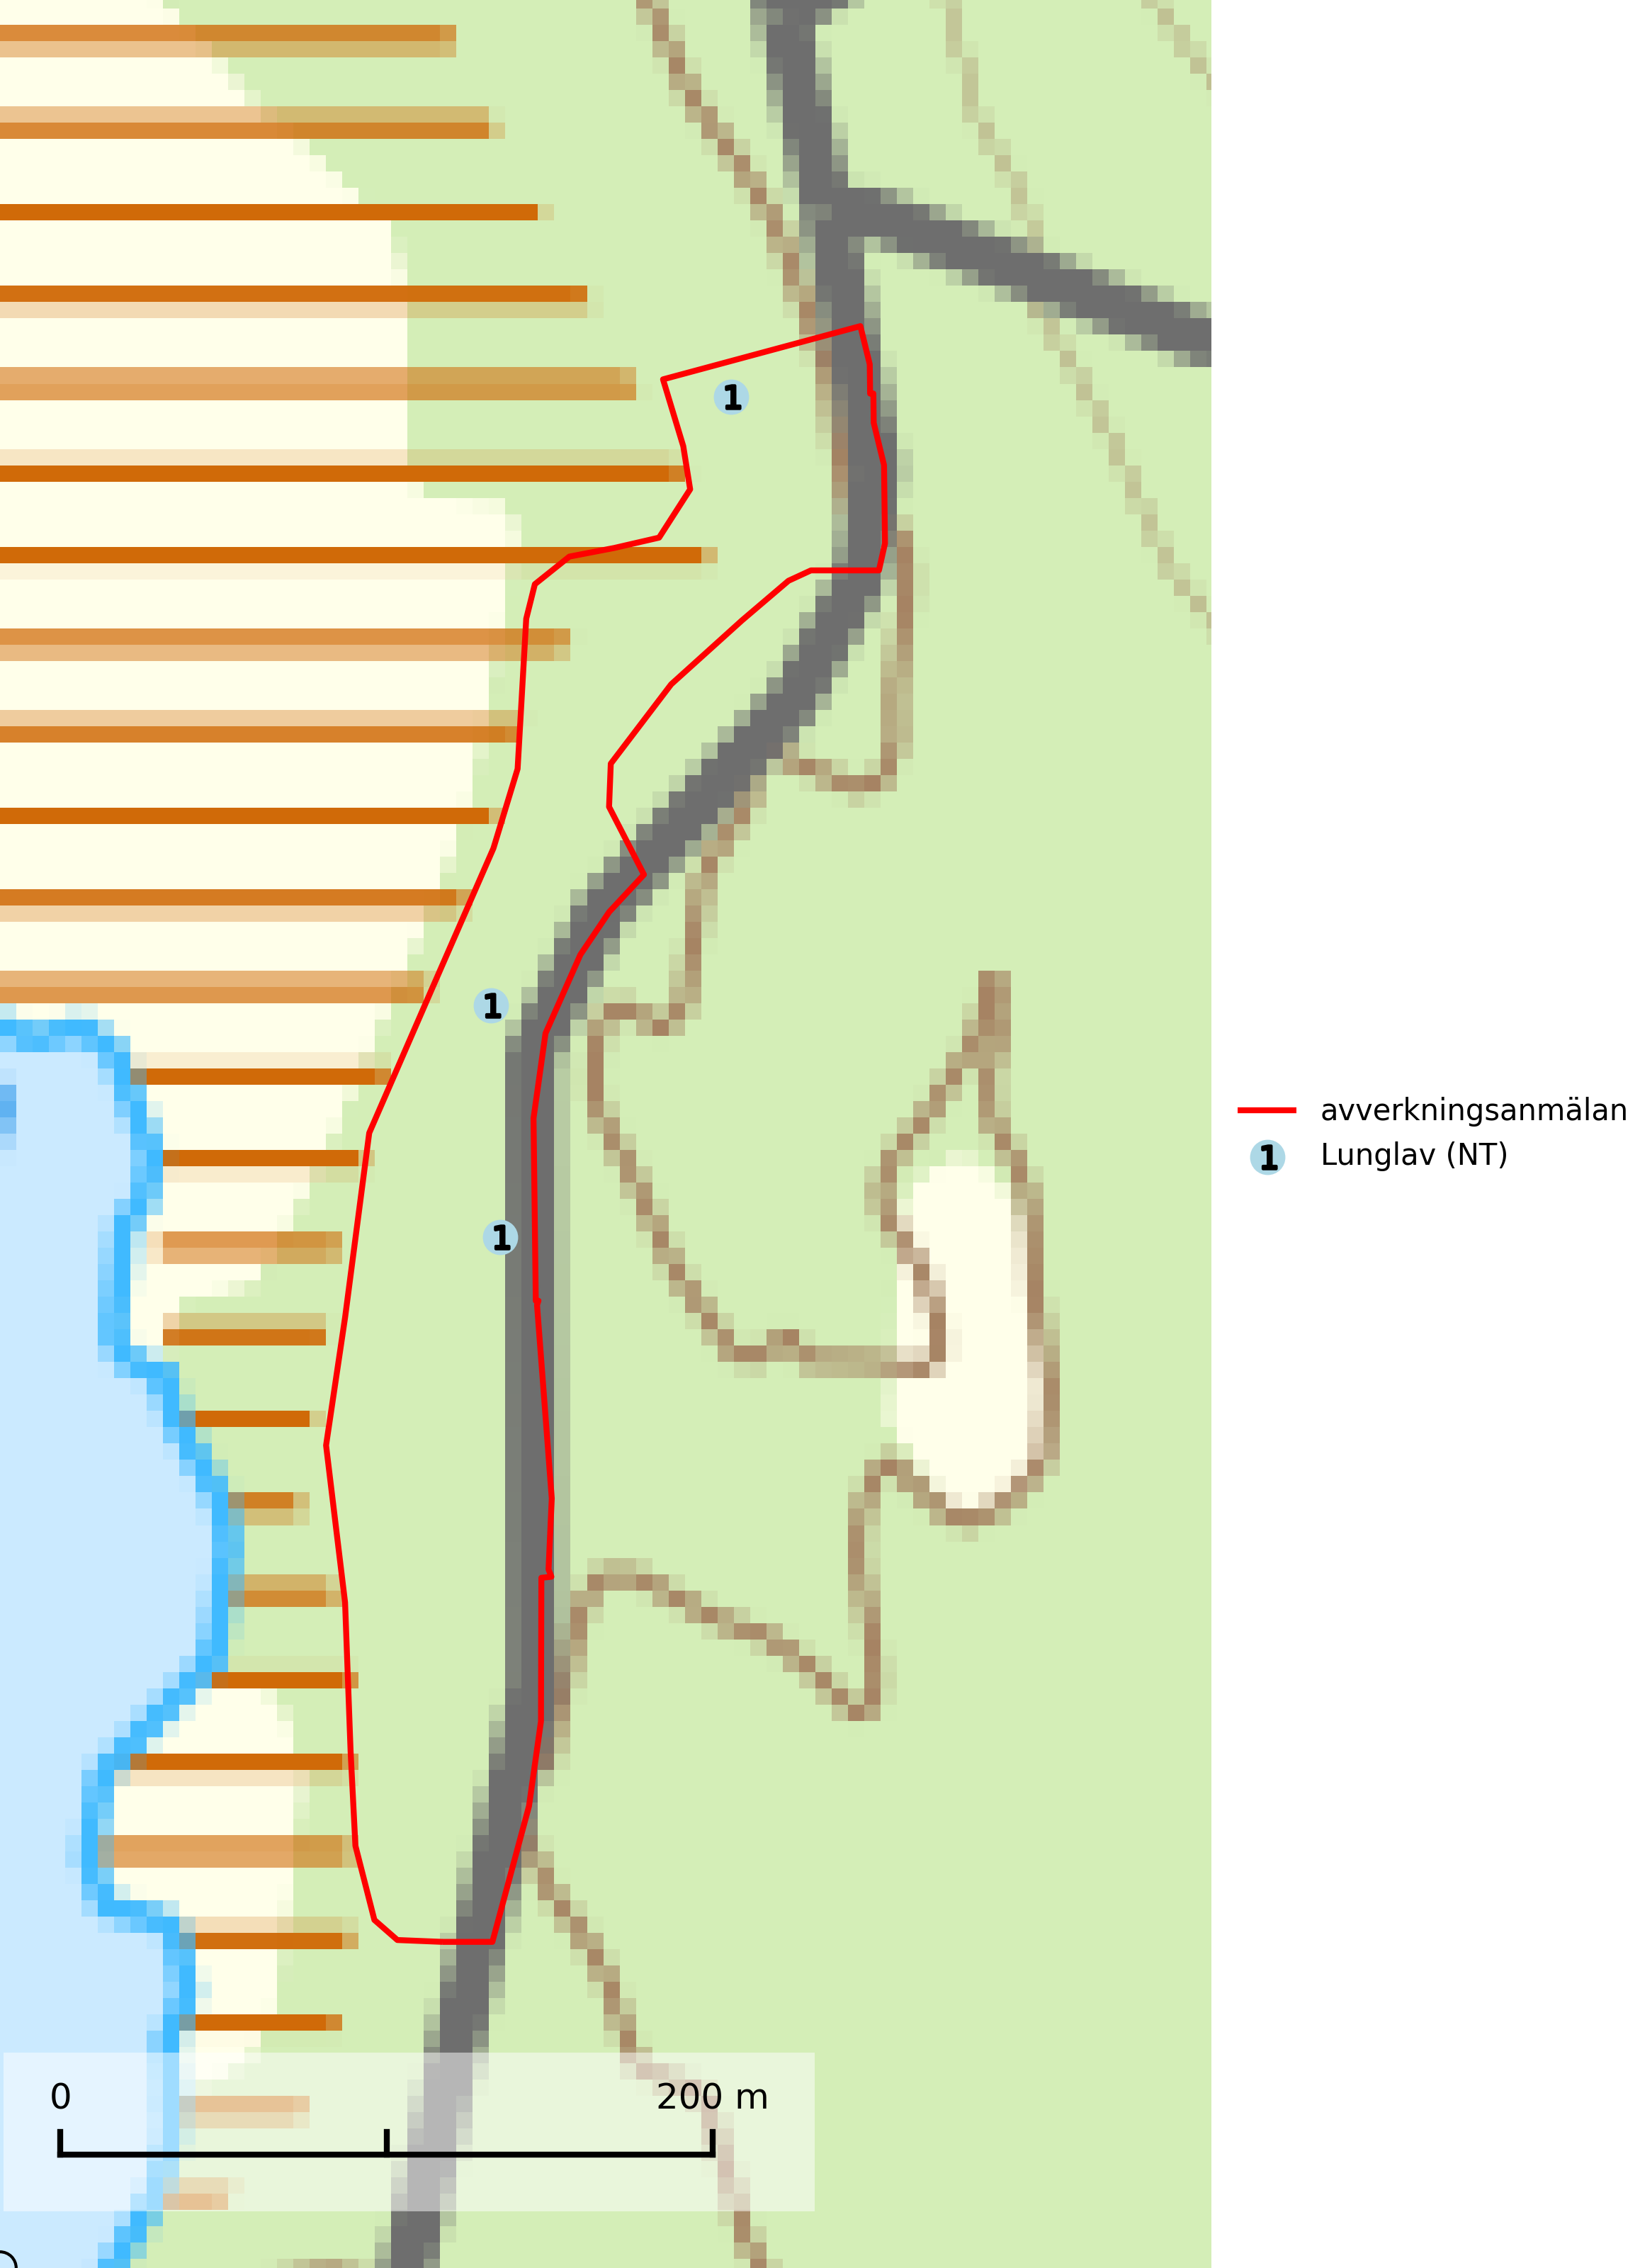 1
1
1
avverkningsanmälan
1 Lunglav (NT)
0 200 m